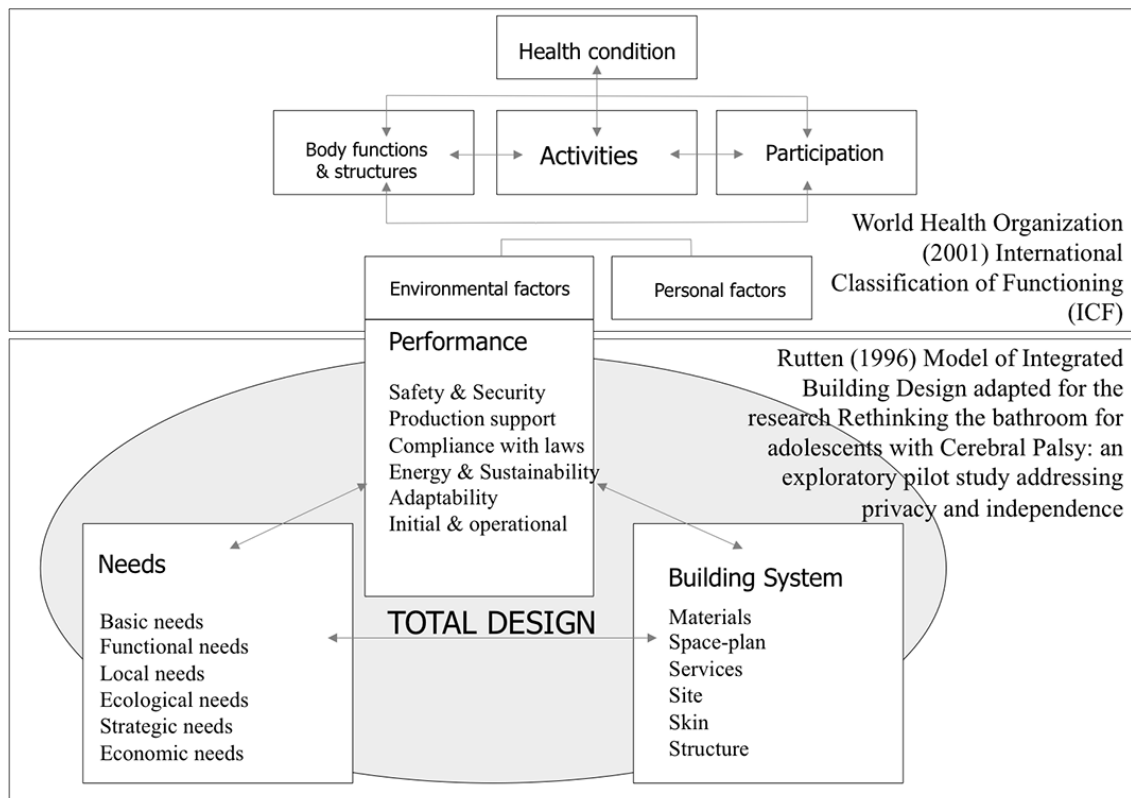 Health condition
Body functions
& structures
Activities
Participation
World Health Organization
(2001) International
Classification of Functioning
(ICF)
Environmental factors
Personal factors
Performance
Safety & Security
Production support
Compliance with laws
Energy & Sustainability
Adaptability
Initial & operational
Rutten (1996) Model of Integrated
Building Design adapted for the
research Rethinking the bathroom for
adolescents with Cerebral Palsy: an
exploratory pilot study addressing
privacy and independence
Needs
Basic needs
Functional needs
Local needs
Ecological needs
Strategic needs
Economic needs
TOTAL DESIGN
Building System
Materials
Space-plan
Services
Site
Skin
Structure